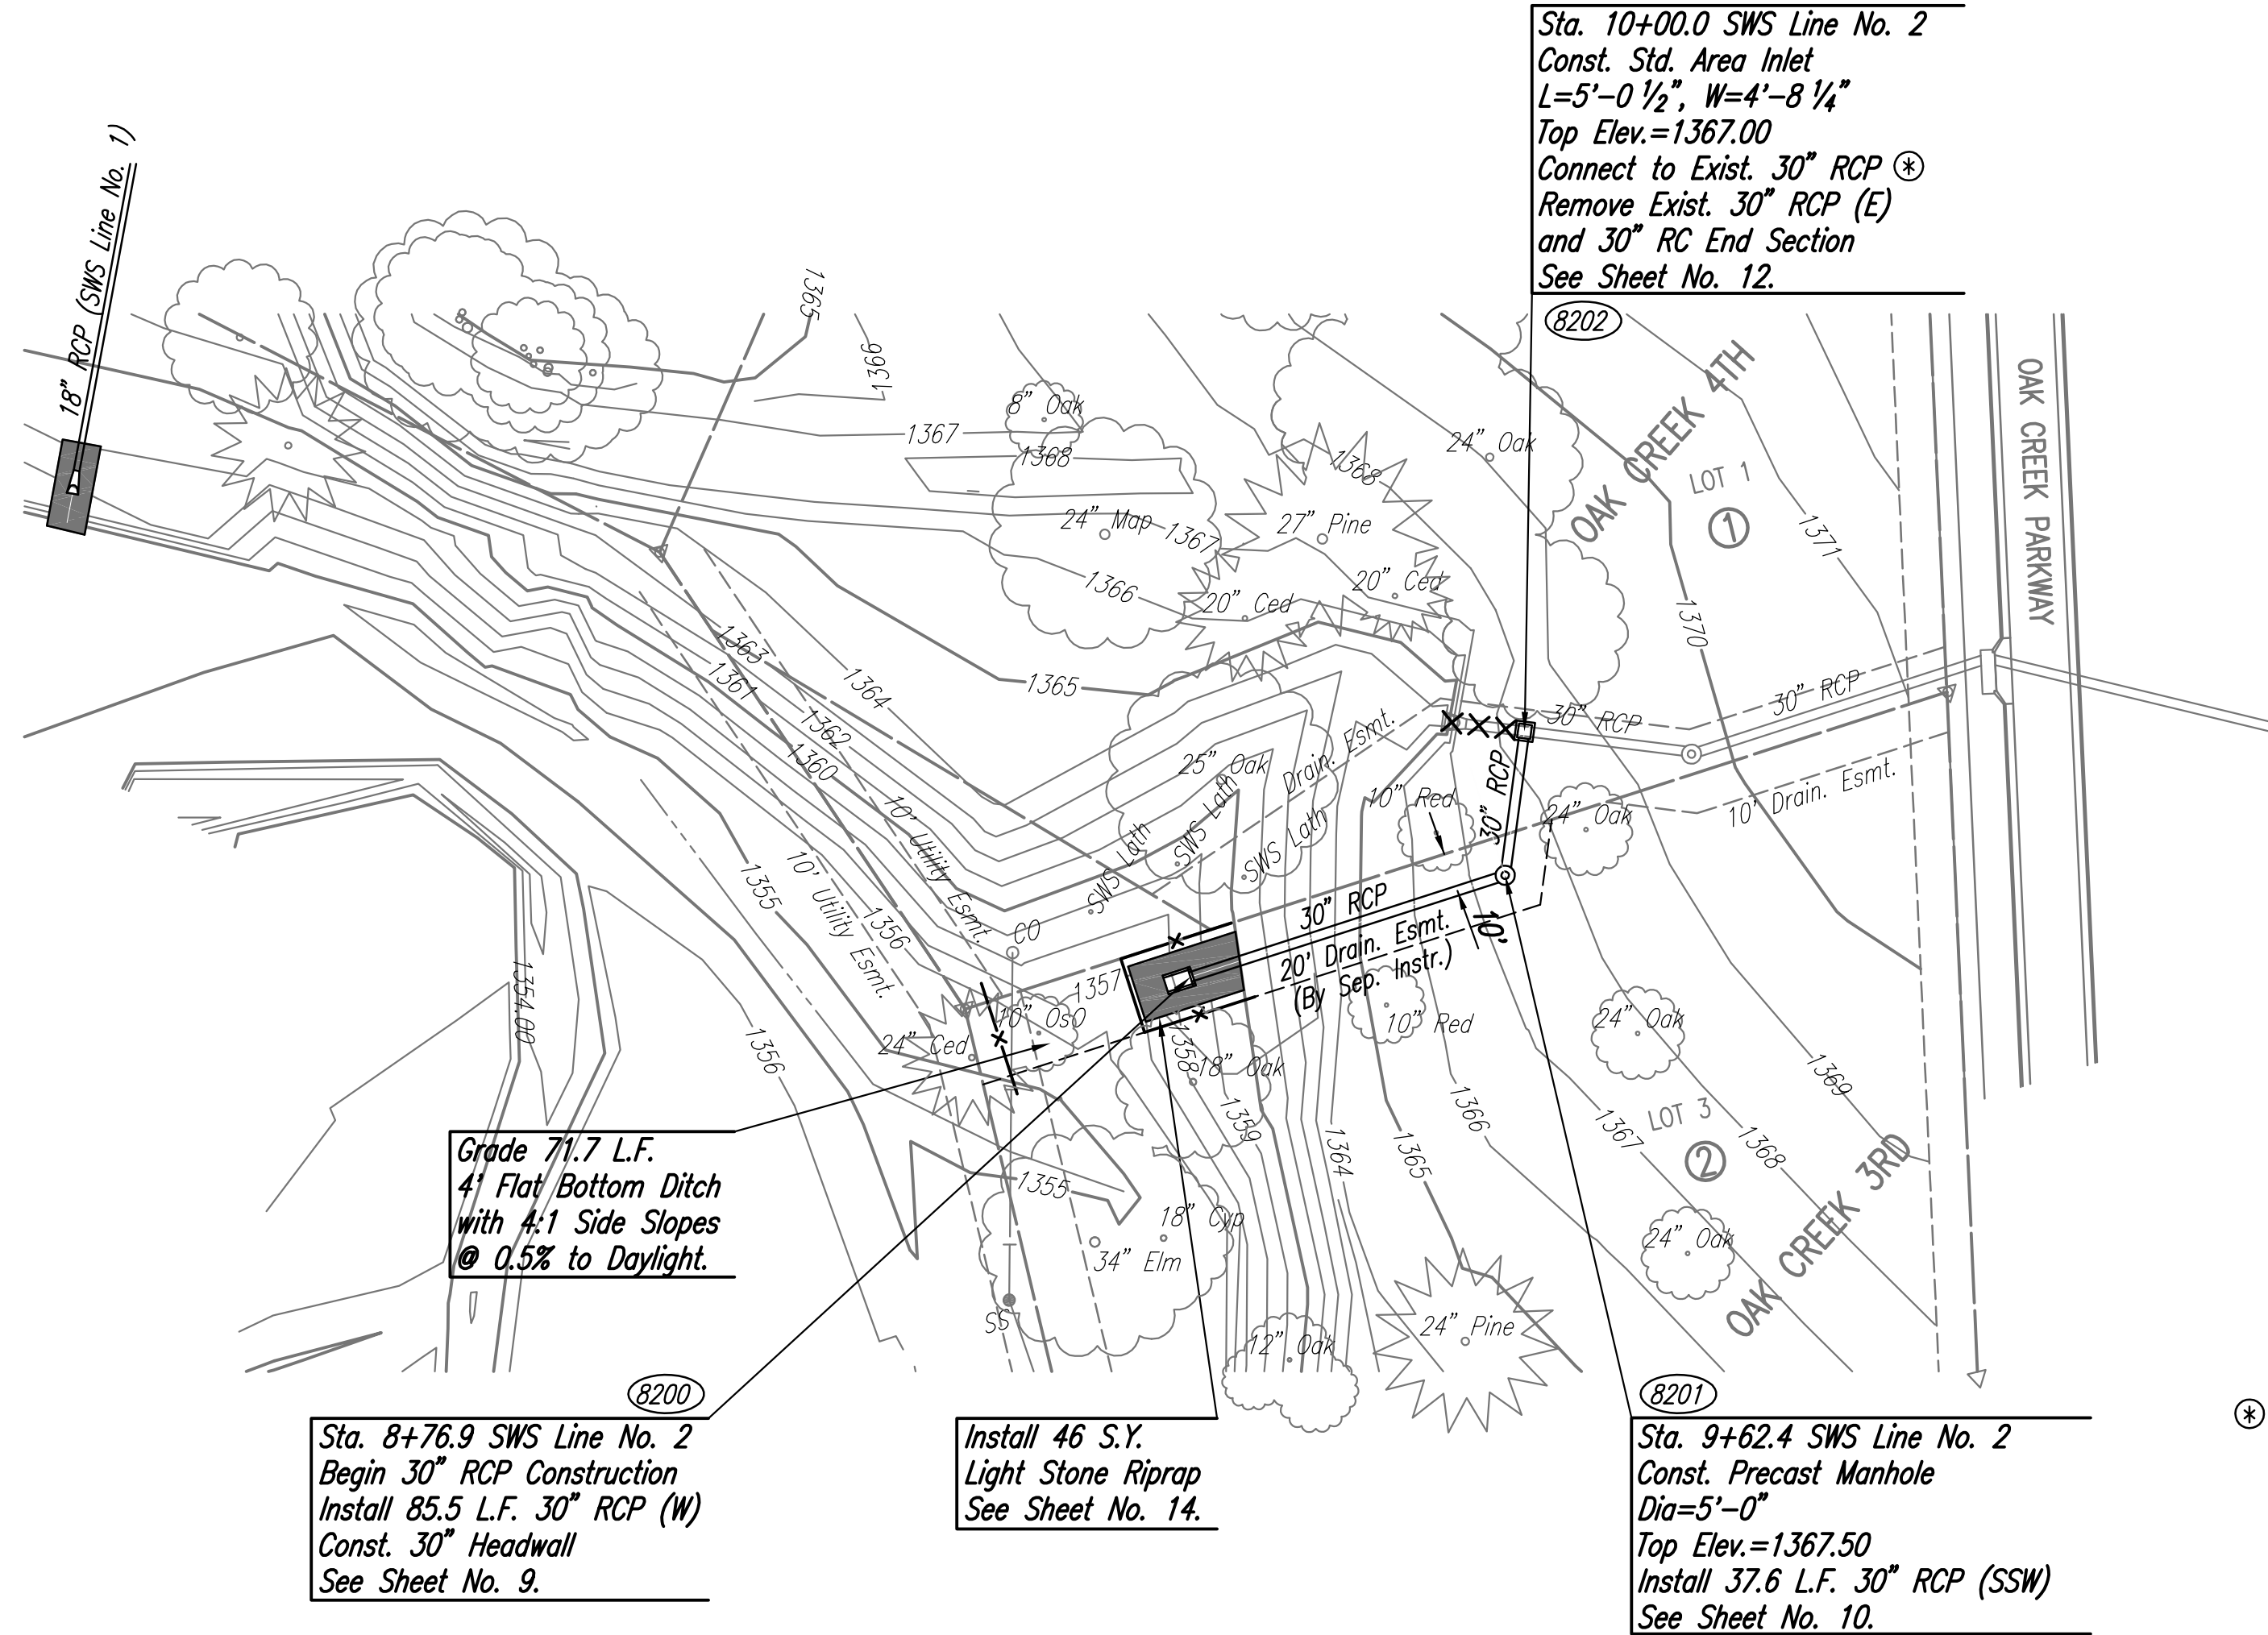 Sta. 10+00.0 SWS Line No. 2
Const. Std. Area Inlet
L=5'-0 ½", W=4'-8 ¼"
Top Elev.=1367.00
Connect to Exist. 30" RCP ⊛
Remove Exist. 30" RCP (E)
and 30" RC End Section
See Sheet No. 12.
8202
18" RCP (SWS Line No. 1)
1365
1366
8" Oak
1367
1368
24" Map
1367
1366
27" Pine
1368
20" Ced
20" Ced
24" Oak
OAK CREEK 4TH
LOT 1
1
1371
1370
OAK CREEK PARKWAY
1363
1361
1362
1360
1364
1365
30" RCP
30" RCP
10' Drain. Esmt.
Drain. Esmt.
25" Oak
SWS Lath
SWS Lath
SWS Lath
10" Red
30" RCP
24" Oak
10' Utility Esmt.
10' Utility Esmt.
1355
1356
CO
1357
30" RCP
20' Drain. Esmt.
(By Sep. Instr.)
10'
1354.00
1356
24" Ced
10" OsO
1358
18" Oak
1359
10" Red
24" Oak
1364
1365
1366
1367
1368
1369
LOT 3
2
OAK CREEK 3RD
1355
18" Cyp
34" Elm
SS
12" Oak
24" Pine
24" Oak
Grade 71.7 L.F.
4' Flat Bottom Ditch
with 4:1 Side Slopes
@ 0.5% to Daylight.
8200
Sta. 8+76.9 SWS Line No. 2
Begin 30" RCP Construction
Install 85.5 L.F. 30" RCP (W)
Const. 30" Headwall
See Sheet No. 9.
Install 46 S.Y.
Light Stone Riprap
See Sheet No. 14.
8201
Sta. 9+62.4 SWS Line No. 2
Const. Precast Manhole
Dia=5'-0"
Top Elev.=1367.50
Install 37.6 L.F. 30" RCP (SSW)
See Sheet No. 10.
⊛